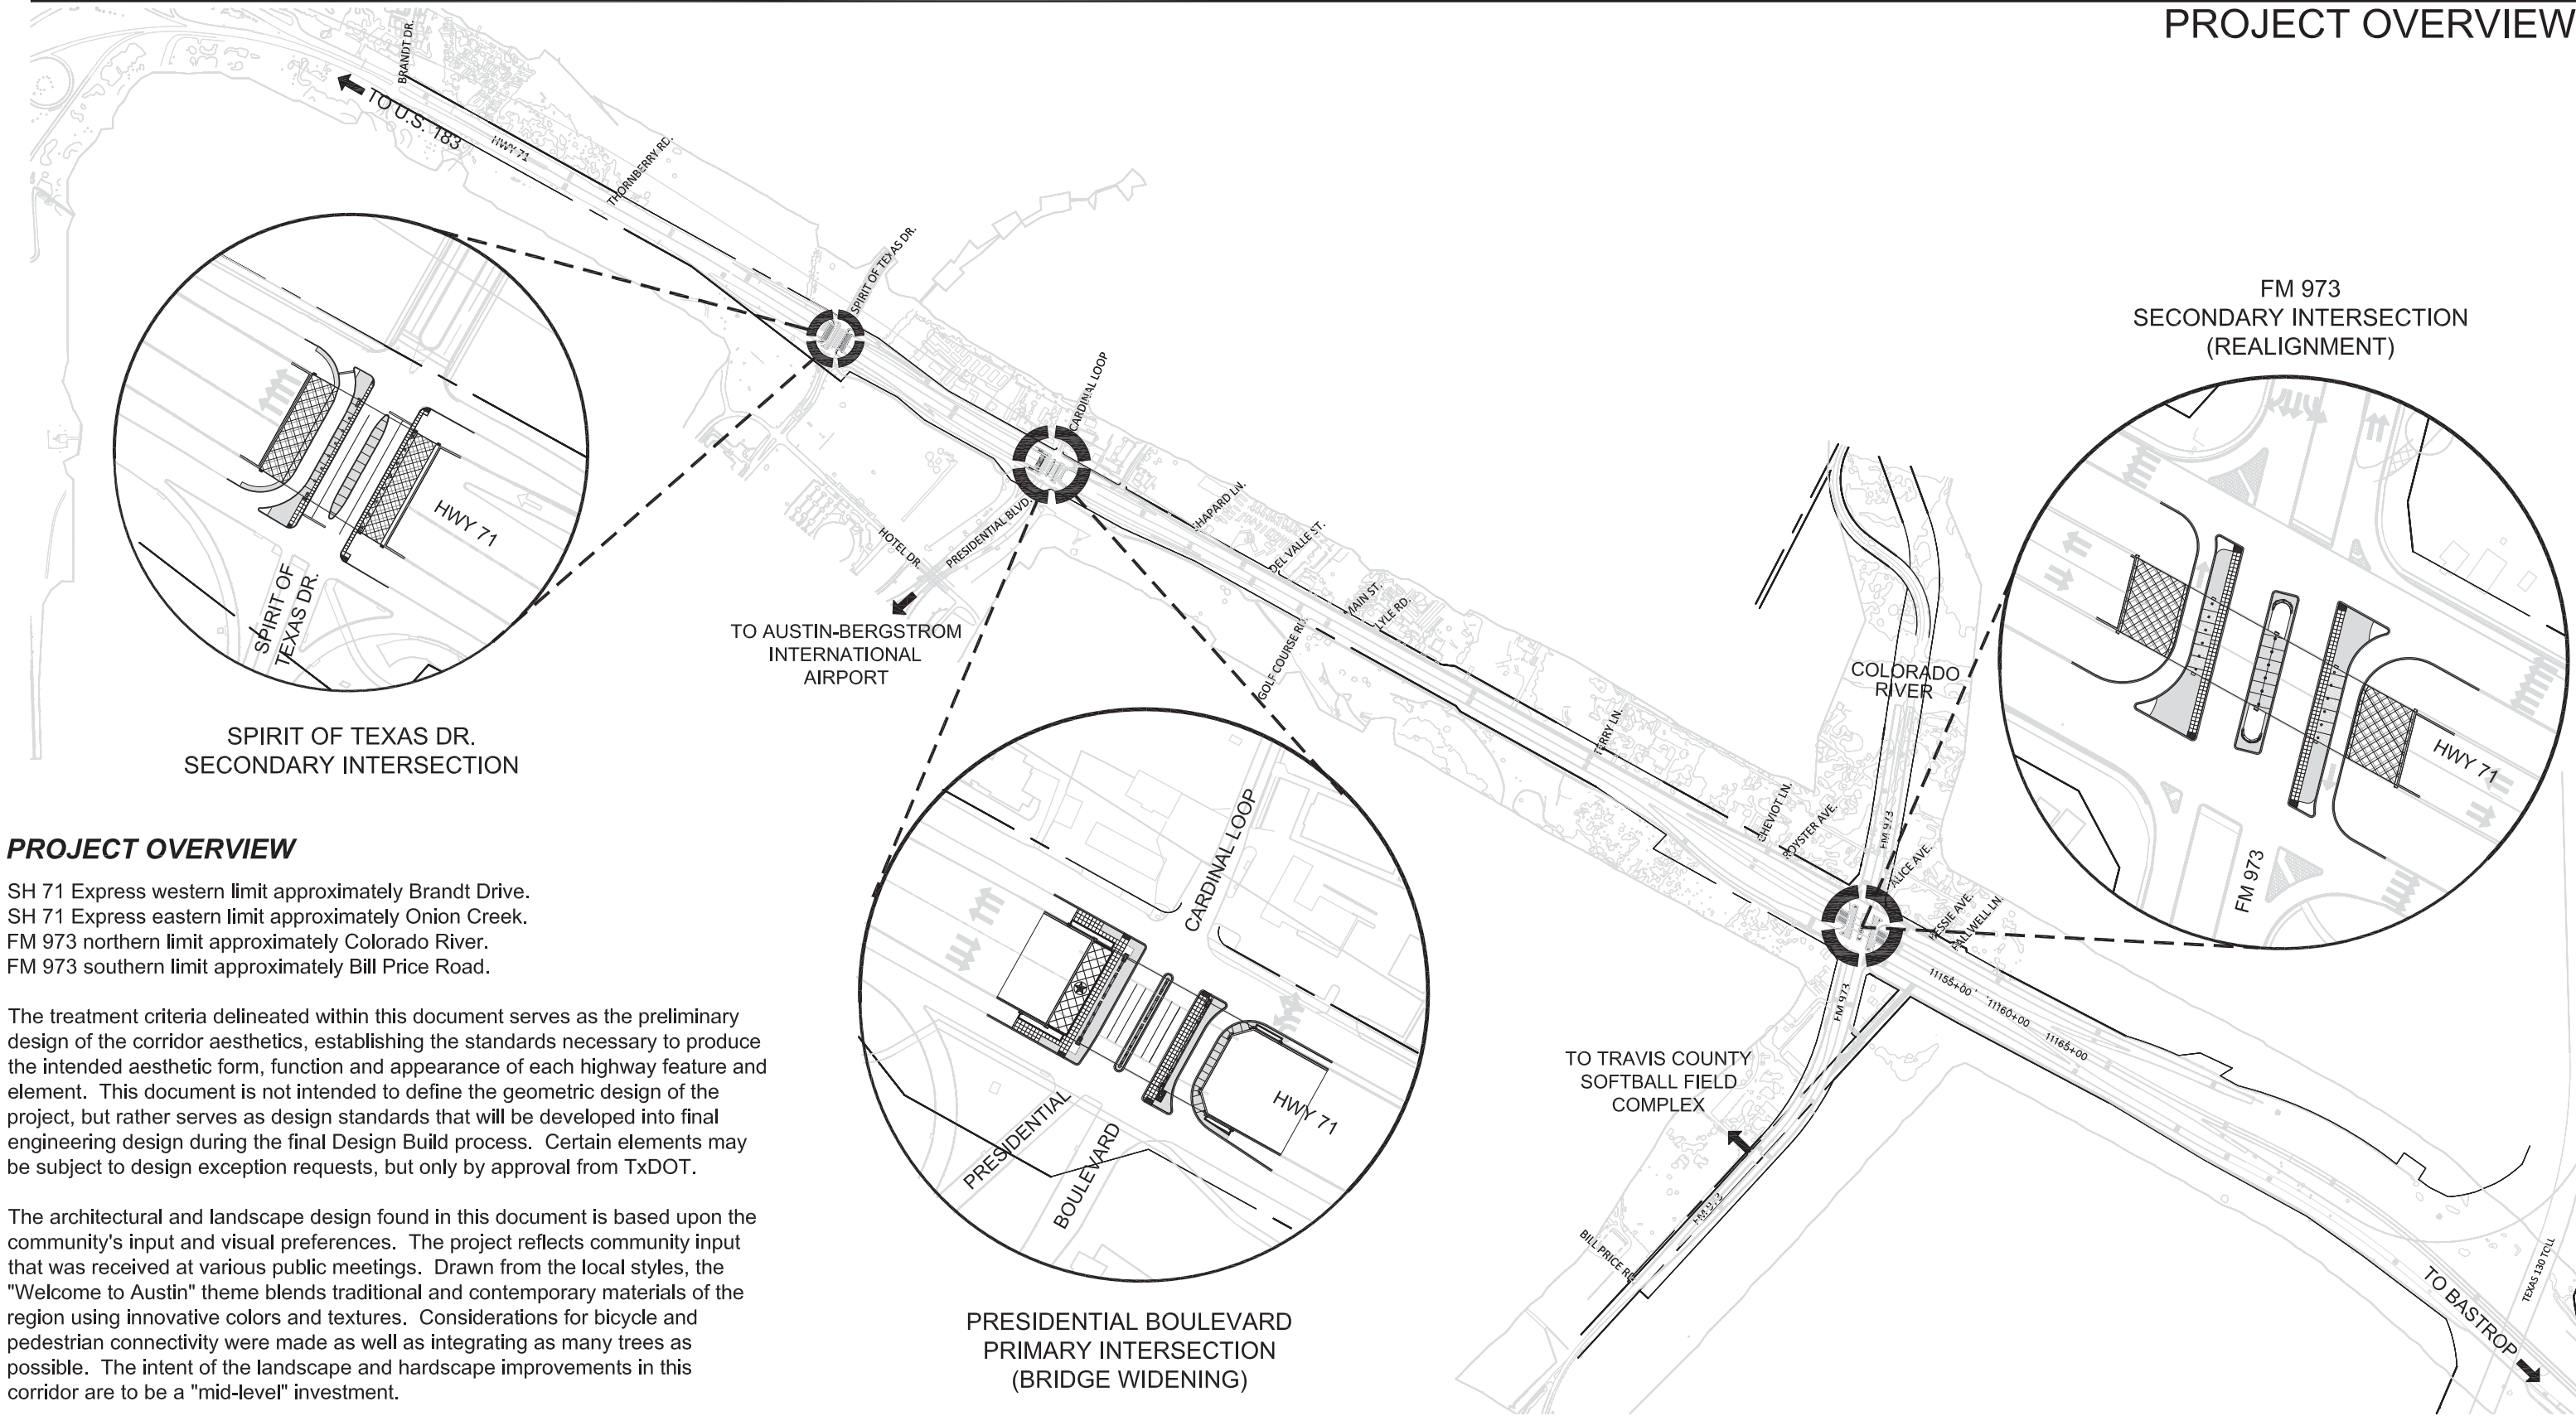 PROJECT OVERVIEW
BRANDT DR.
TO U.S. 183
HWY 71
THORNBERRY RD.
SPIRIT OF TEXAS DR.
CARDINAL LOOP
HWY 71
SPIRIT OF
TEXAS DR.
SPIRIT OF TEXAS DR.
SECONDARY INTERSECTION
HOTEL DR.
PRESIDENTIAL BLVD.
TO AUSTIN-BERGSTROM
INTERNATIONAL
AIRPORT
SHAPARD LN.
DEL VALLE ST.
MAIN ST.
LYLE RD.
GOLF COURSE RD.
TERRY LN.
CHEVIOT LN.
ROYSTER AVE.
COLORADO
RIVER
FM 973
ALICE AVE.
HESSIE AVE.
FALLWELL LN.
11155+00
11160+00
11165+00
FM 973
SECONDARY INTERSECTION
(REALIGNMENT)
HWY 71
FM 973
CARDINAL LOOP
HWY 71
PRESIDENTIAL
BOULEVARD
PRESIDENTIAL BOULEVARD
PRIMARY INTERSECTION
(BRIDGE WIDENING)
FM 973
TO TRAVIS COUNTY
SOFTBALL FIELD
COMPLEX
FM 973
BILL PRICE RD.
TEXAS 130 TOLL
TO BASTROP
PROJECT OVERVIEW
SH 71 Express western limit approximately Brandt Drive.
SH 71 Express eastern limit approximately Onion Creek.
FM 973 northern limit approximately Colorado River.
FM 973 southern limit approximately Bill Price Road.
The treatment criteria delineated within this document serves as the preliminary
design of the corridor aesthetics, establishing the standards necessary to produce
the intended aesthetic form, function and appearance of each highway feature and
element. This document is not intended to define the geometric design of the
project, but rather serves as design standards that will be developed into final
engineering design during the final Design Build process. Certain elements may
be subject to design exception requests, but only by approval from TxDOT.
The architectural and landscape design found in this document is based upon the
community's input and visual preferences. The project reflects community input
that was received at various public meetings. Drawn from the local styles, the
"Welcome to Austin" theme blends traditional and contemporary materials of the
region using innovative colors and textures. Considerations for bicycle and
pedestrian connectivity were made as well as integrating as many trees as
possible. The intent of the landscape and hardscape improvements in this
corridor are to be a "mid-level" investment.